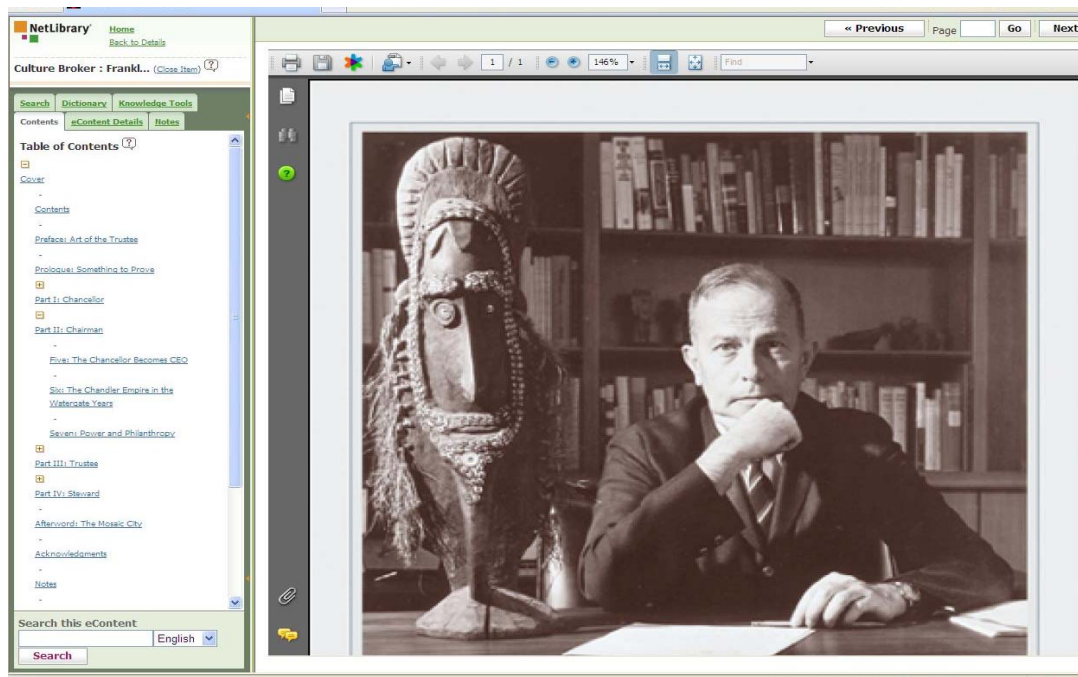 NetLibrary
Home
Back to Details
Culture Broker : Frankl... (Close Item) ?
Search Dictionary Knowledge Tools
Contents eContent Details Notes
Table of Contents ?
Cover
Contents
Preface: Art of the Trustee
Prologue: Something to Prove
Part I: Chancellor
Part II: Chairman
Five: The Chancellor Becomes CEO
Six: The Chandler Empire in the
Watergate Years
Seven: Power and Philanthropy
Part III: Trustee
Part IV: Steward
Afterword: The Mosaic City
Acknowledgments
Notes
Search this eContent
English
Search
« Previous Page Go Next
1 / 1 146% Find
?